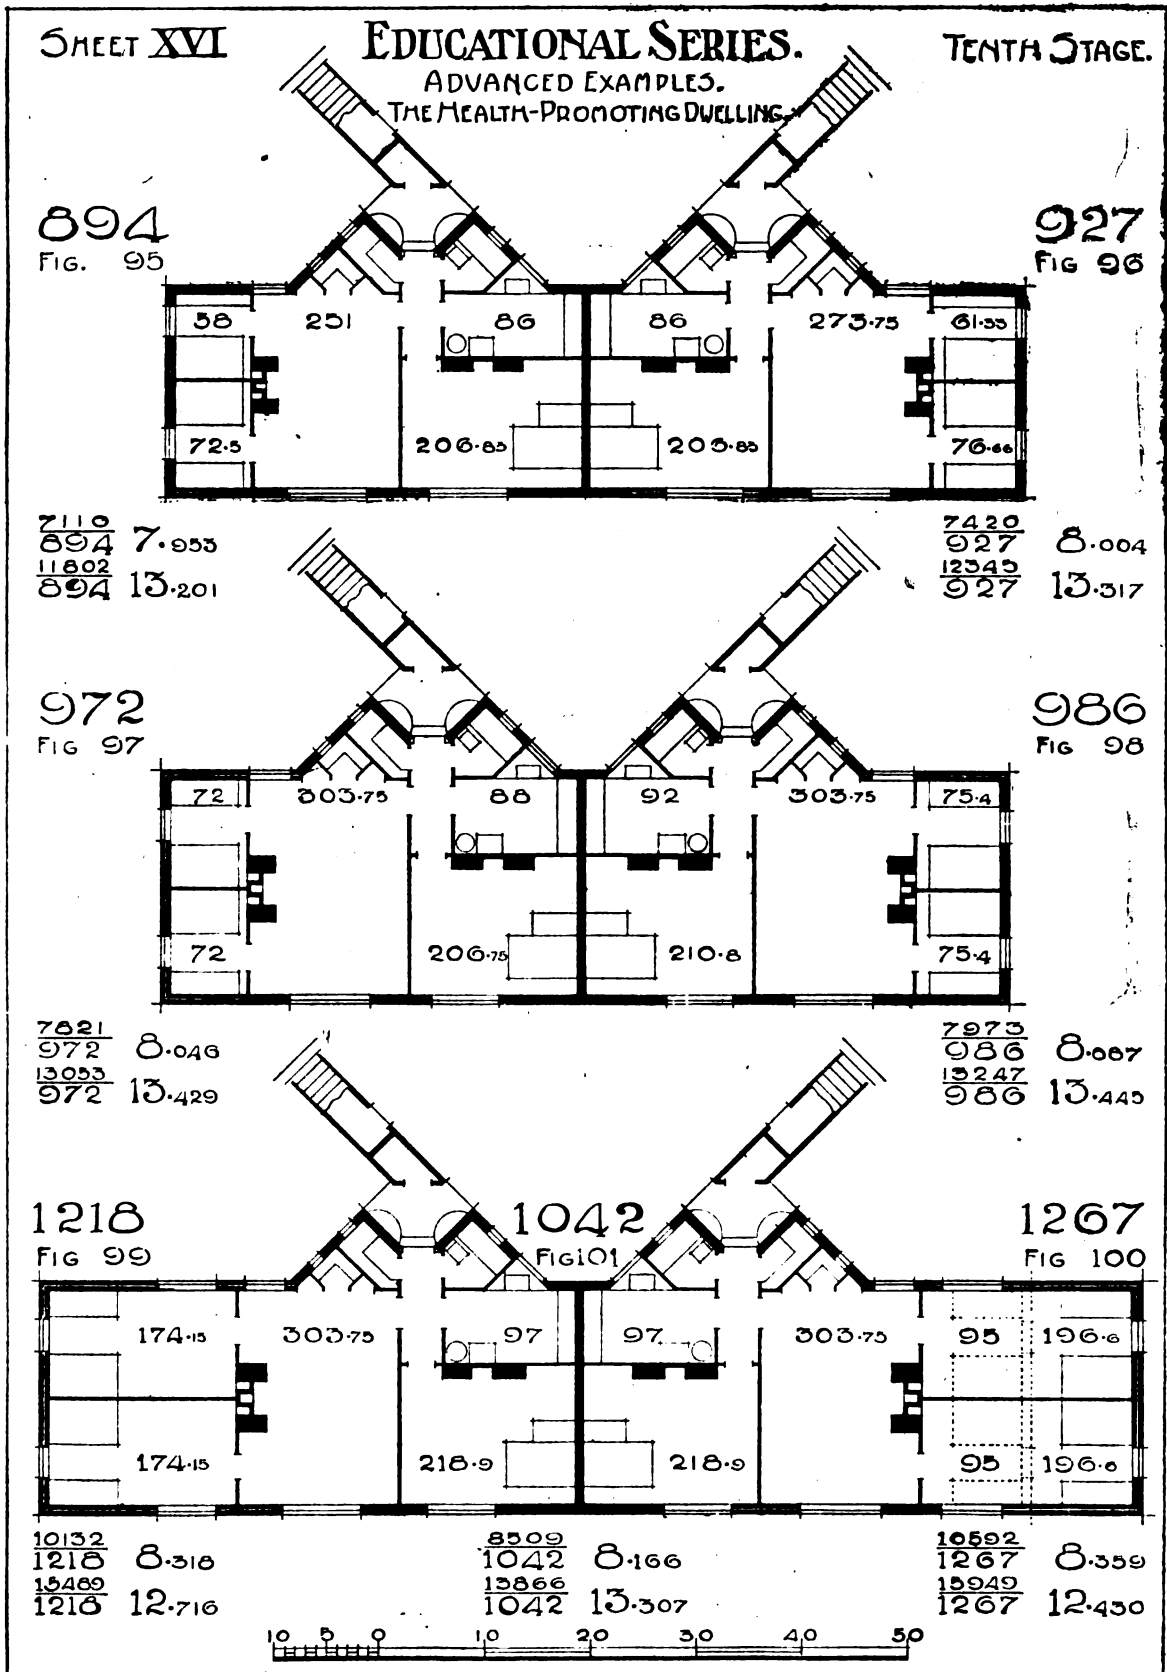 SHEET XVI EDUCATIONAL SERIES. TENTH STAGE.
ADVANCED EXAMPLES.
THE HEALTH-PROMOTING DWELLING.
894
FIG. 95
927
FIG 96
58 251 86 86 273.75 61.33
72.5 206.83 205.83 76.66
7110
894 7.953
11802
894 13.201
7420
927 8.004
12345
927 13.317
972
FIG 97
986
FIG 98
72 303.75 88 92 303.75 75.4
72 206.75 210.8 75.4
7821
972 8.046
13053
972 13.429
7973
986 8.087
13247
986 13.445
1218
FIG 99
1042
FIG 101
1267
FIG 100
174.15 303.75 97 97 303.75 95 196.6
174.15 218.9 218.9 95 196.6
10132
1218 8.318
15489
1218 12.716
8509
1042 8.166
13866
1042 13.307
10592
1267 8.359
15949
1267 12.430
10 5 0 10 20 30 40 50